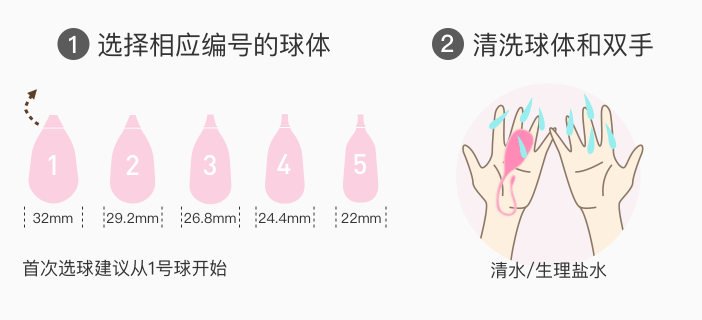 1 选择相应编号的球体
1 2 3 4 5
32mm 29.2mm 26.8mm 24.4mm 22mm
首次选球建议从1号球开始
2 清洗球体和双手
清水/生理盐水